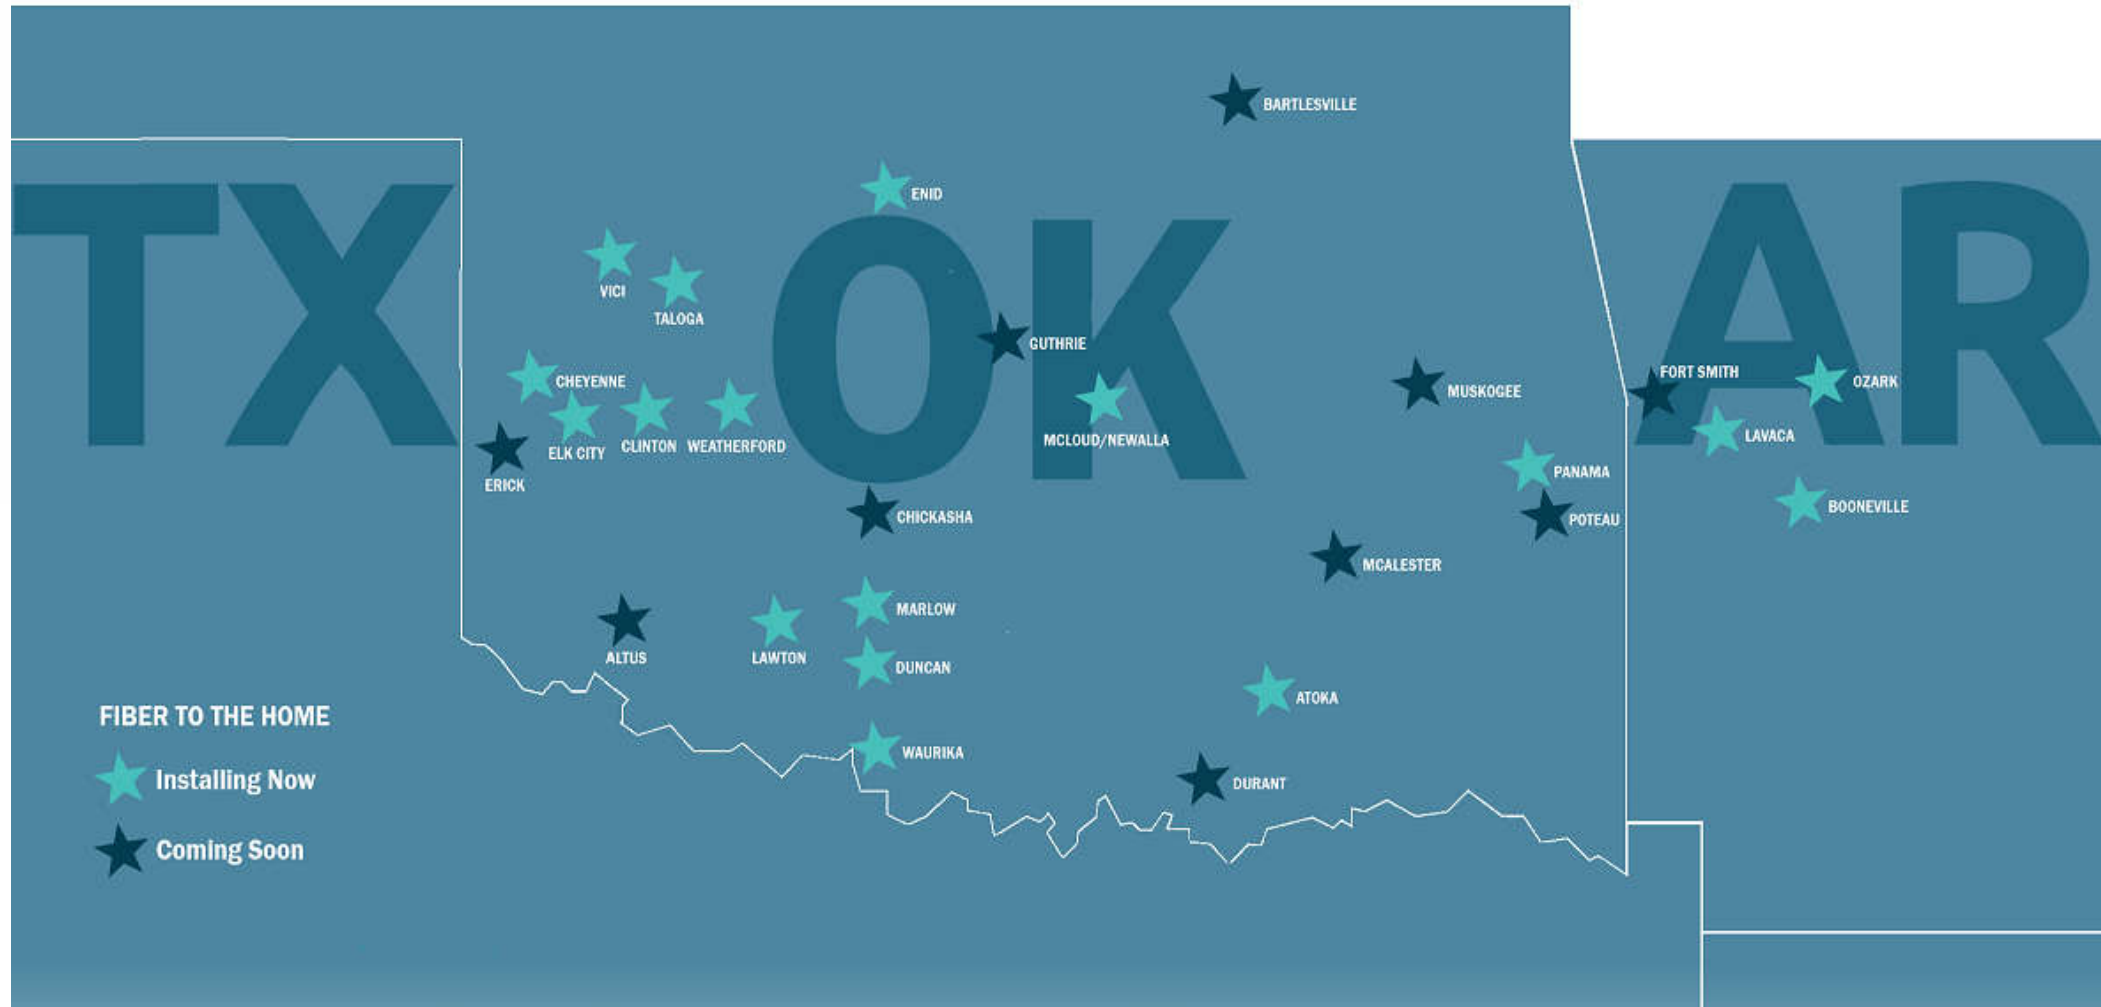 BARTLESVILLE
TX
OK
AR
ENID
VICI
TALOGA
GUTHRIE
CHEYENNE
ELK CITY
CLINTON
WEATHERFORD
MCLOUD/NEWALLA
MUSKOGEE
FORT SMITH
OZARK
LAVACA
ERICK
PANAMA
BOONEVILLE
CHICKASHA
POTEAU
MCALESTER
MARLOW
ALTUS
LAWTON
DUNCAN
ATOKA
WAURIKA
DURANT
FIBER TO THE HOME
Installing Now
Coming Soon